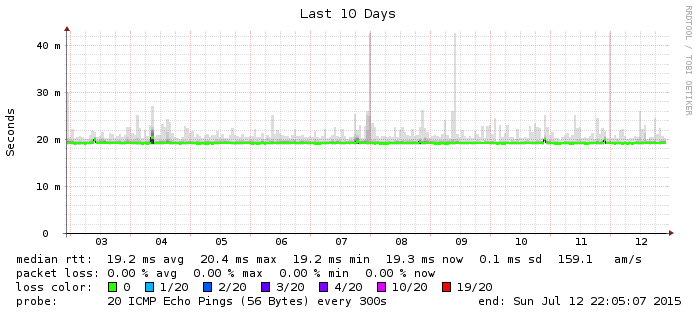 Last 10 Days
RRDTOOL / TOBI OETIKER
Seconds
40 m
30 m
20 m
10 m
0
03 04 05 06 07 08 09 10 11 12
median rtt: 19.2 ms avg 20.4 ms max 19.2 ms min 19.3 ms now 0.1 ms sd 159.1 am/s
packet loss: 0.00 % avg 0.00 % max 0.00 % min 0.00 % now
loss color: 0 1/20 2/20 3/20 4/20 10/20 19/20
probe: 20 ICMP Echo Pings (56 Bytes) every 300s end: Sun Jul 12 22:05:07 2015